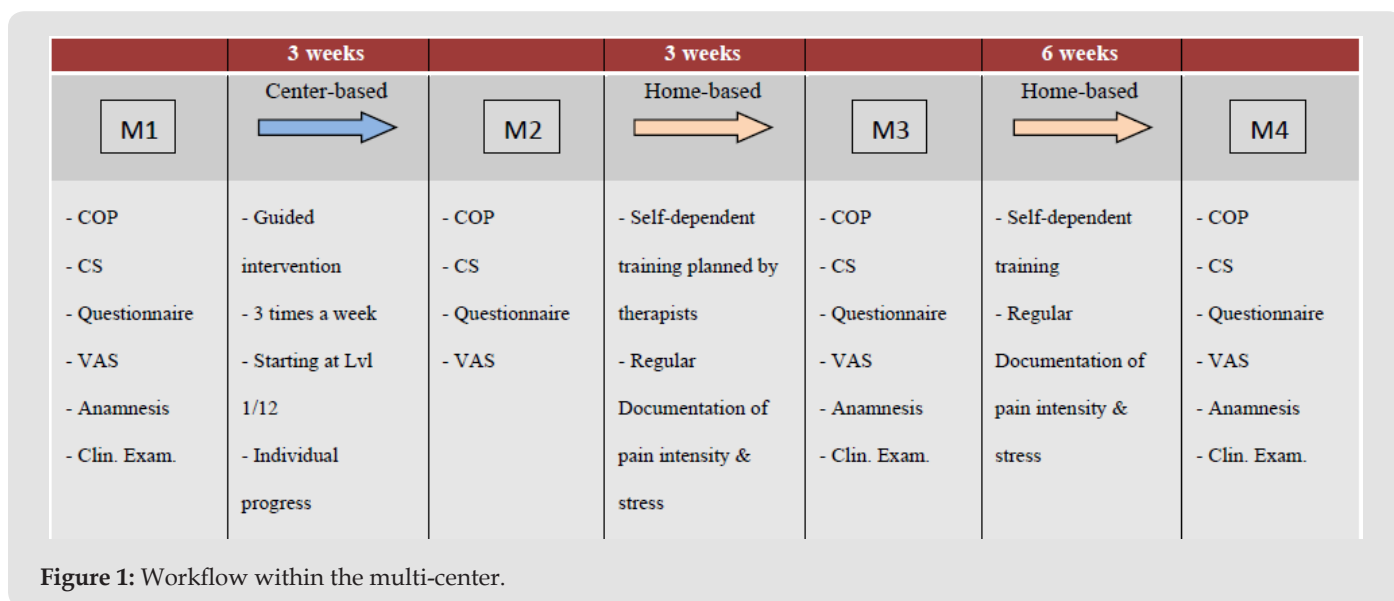 3 weeks 3 weeks 6 weeks
M1
Center-based
M2
Home-based
M3
Home-based
M4
- COP
- CS
- Questionnaire
- VAS
- Anamnesis
- Clin. Exam.
- Guided
intervention
- 3 times a week
- Starting at Lvl
1/12
- Individual
progress
- COP
- CS
- Questionnaire
- VAS
- Self-dependent
training planned by
therapists
- Regular
Documentation of
pain intensity &
stress
- COP
- CS
- Questionnaire
- VAS
- Anamnesis
- Clin. Exam.
- Self-dependent
training
- Regular
Documentation of
pain intensity &
stress
- COP
- CS
- Questionnaire
- VAS
- Anamnesis
- Clin. Exam.
Figure 1: Workflow within the multi-center.